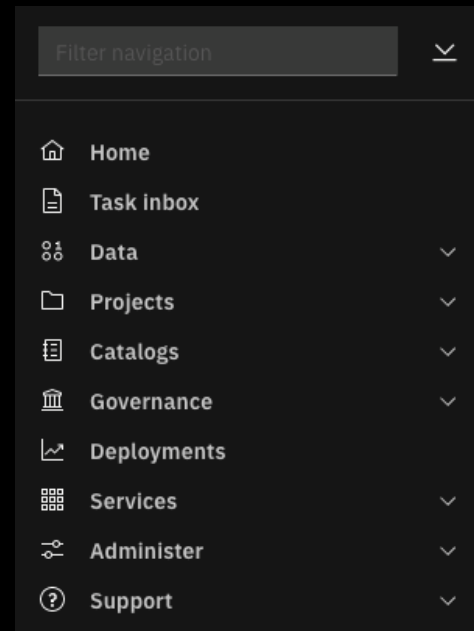 Filter navigation
Home
Task inbox
Data
Projects
Catalogs
Governance
Deployments
Services
Administer
Support